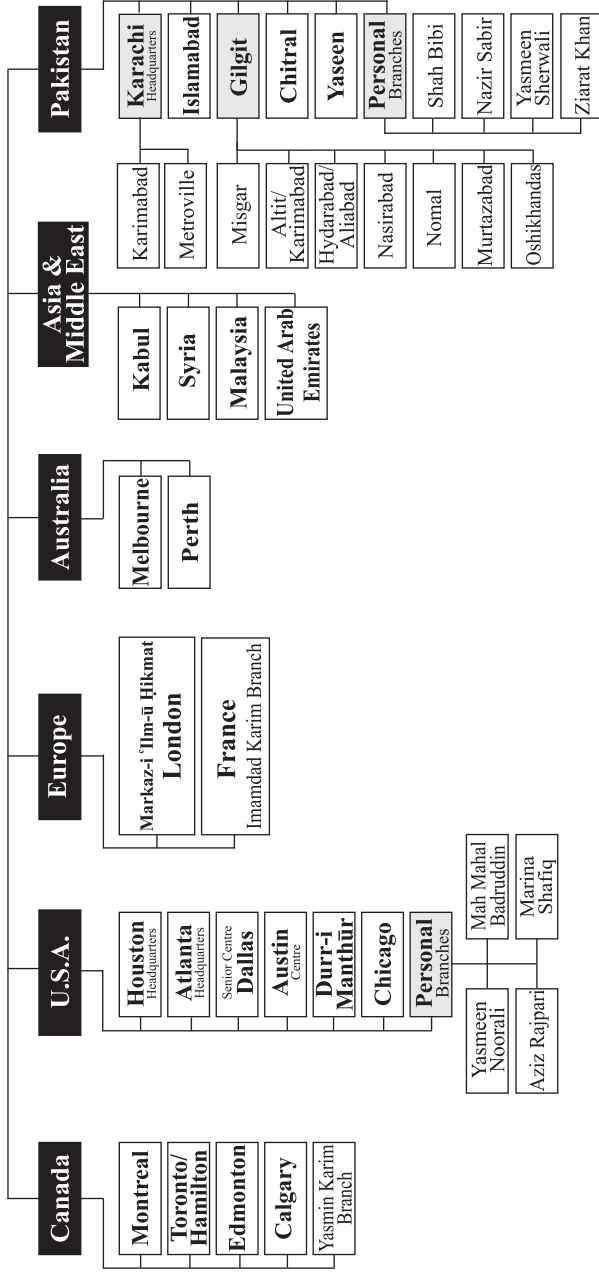 Canada
Montreal
Toronto/
Hamilton
Edmonton
Calgary
Yasmin Karim
Branch
U.S.A.
Houston
Headquarters
Atlanta
Headquarters
Senior Centre
Dallas
Austin
Centre
Durr-i
Manthūr
Chicago
Personal
Branches
Yasmeen
Noorali
Mah Mahal
Badruddin
Aziz Rajpari
Marina
Shafiq
Europe
Markaz-i ʿIlm-ū Ḥikmat
London
France
Imamdad Karim Branch
Australia
Melbourne
Perth
Asia &
Middle East
Kabul
Syria
Malaysia
United Arab
Emirates
Pakistan
Karachi
Headquarters
Islamabad
Gilgit
Chitral
Yaseen
Personal
Branches
Shah Bibi
Nazir Sabir
Yasmeen
Sherwali
Ziarat Khan
Karimabad
Metroville
Misgar
Altit/
Karimabad
Hydarabad/
Aliabad
Nasirabad
Nomal
Murtazabad
Oshikhandas